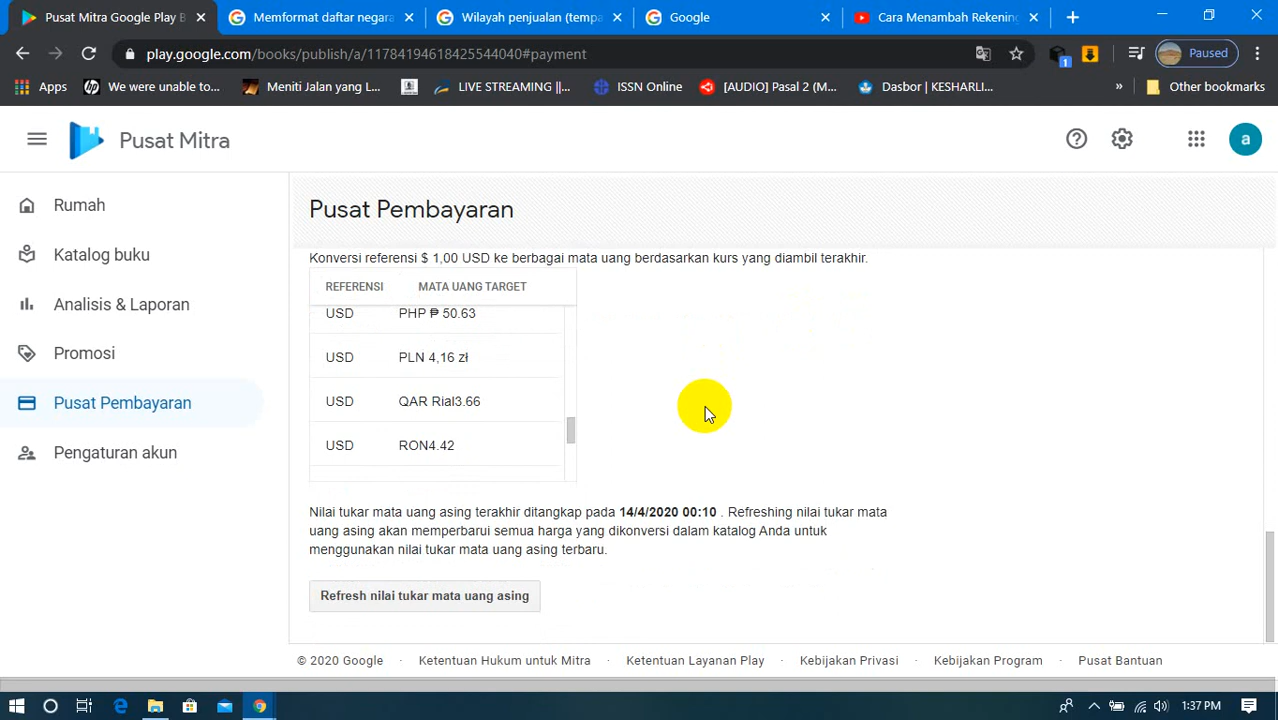 Pusat Mitra Google Play B
Memformat daftar negara
Wilayah penjualan (tempa
Google
Cara Menambah Rekening
play.google.com/books/publish/a/11784194618425544040#payment
1
Paused
Apps
We were unable to...
Meniti Jalan yang L...
LIVE STREAMING ||...
ISSN Online
[AUDIO] Pasal 2 (M...
Dasbor | KESHARLI...
»
Other bookmarks
Pusat Mitra
a
Rumah
Katalog buku
Analisis & Laporan
Promosi
Pusat Pembayaran
Pengaturan akun
Pusat Pembayaran
Konversi referensi $ 1,00 USD ke berbagai mata uang berdasarkan kurs yang diambil terakhir.
REFERENSI MATA UANG TARGET
USD PHP ₱ 50.63
USD PLN 4,16 zł
USD QAR Rial3.66
USD RON4.42
Nilai tukar mata uang asing terakhir ditangkap pada 14/4/2020 00:10 . Refreshing nilai tukar mata
uang asing akan memperbarui semua harga yang dikonversi dalam katalog Anda untuk
menggunakan nilai tukar mata uang asing terbaru.
Refresh nilai tukar mata uang asing
© 2020 Google · Ketentuan Hukum untuk Mitra · Ketentuan Layanan Play · Kebijakan Privasi · Kebijakan Program · Pusat Bantuan
1:37 PM